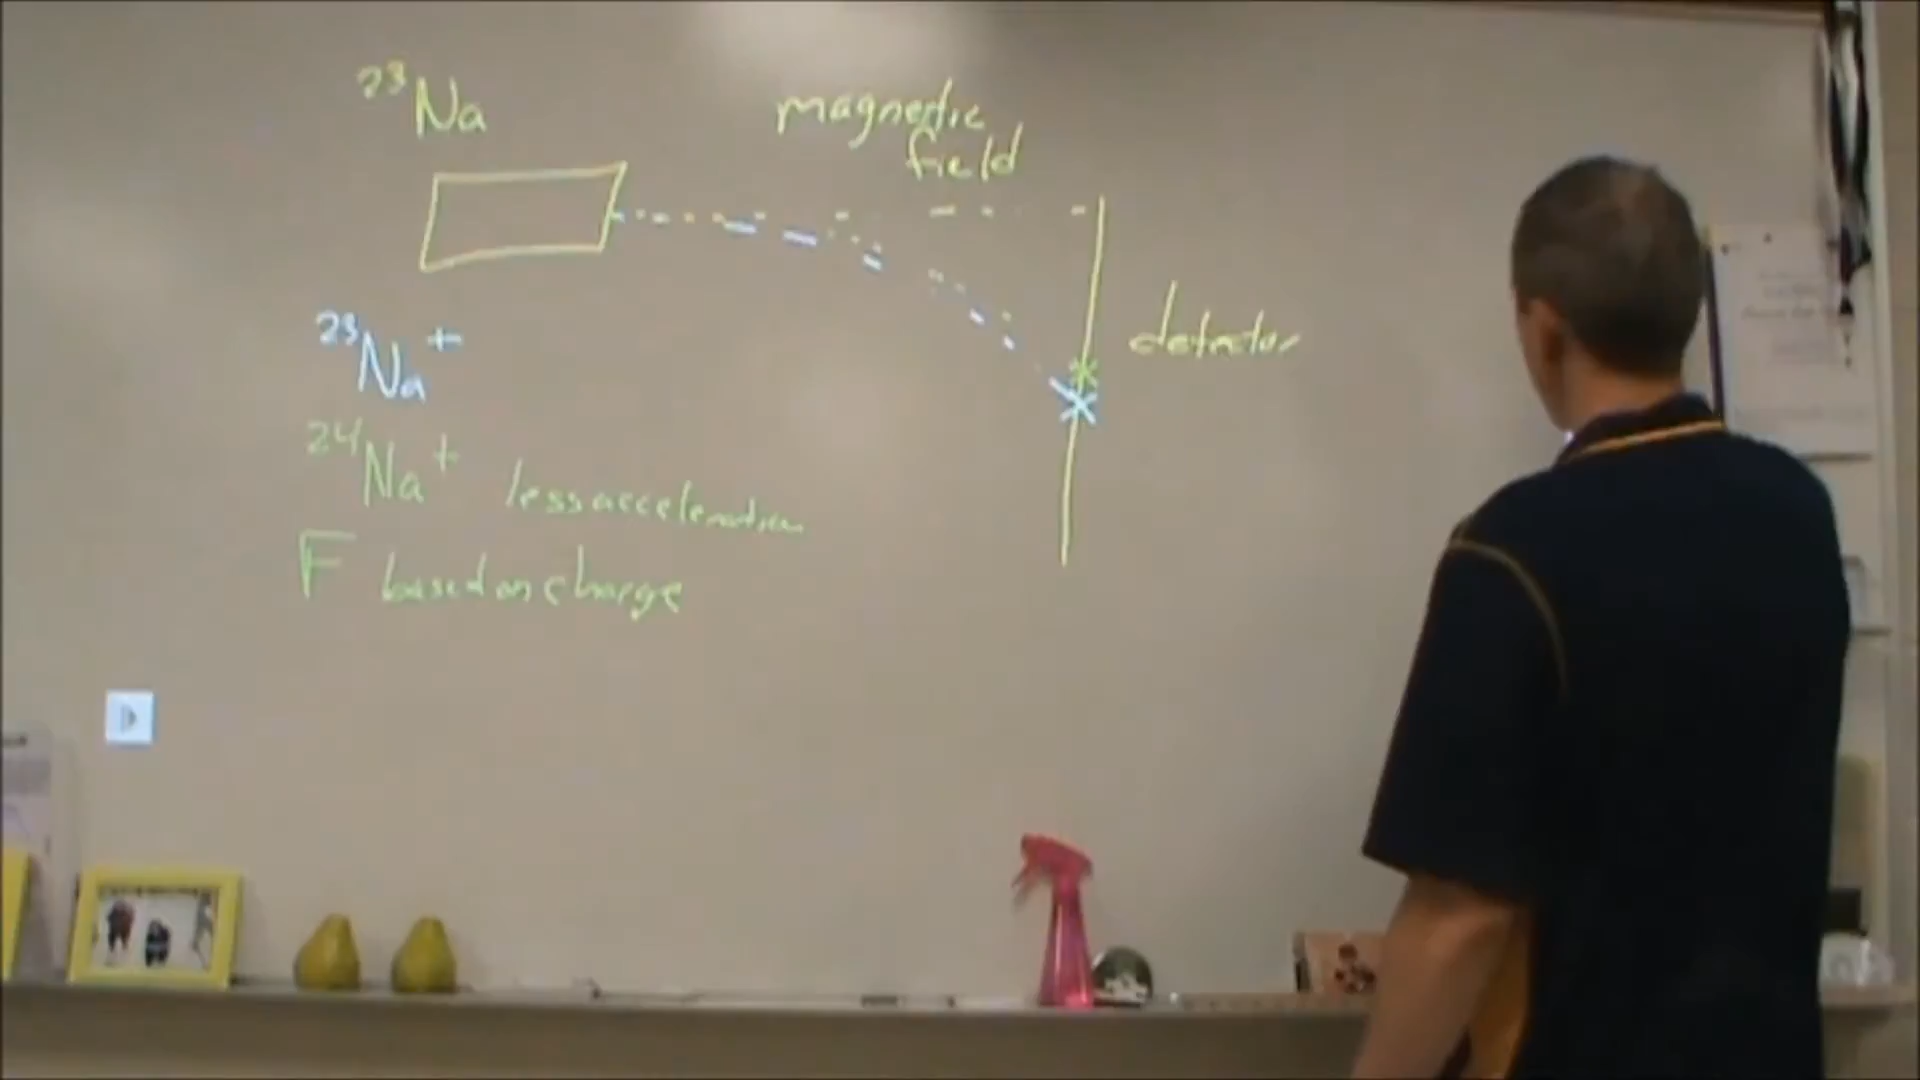 ²³Na
magnetic
field
detector
²³Na⁺
²⁴Na⁺ less acceleration
F based on charge